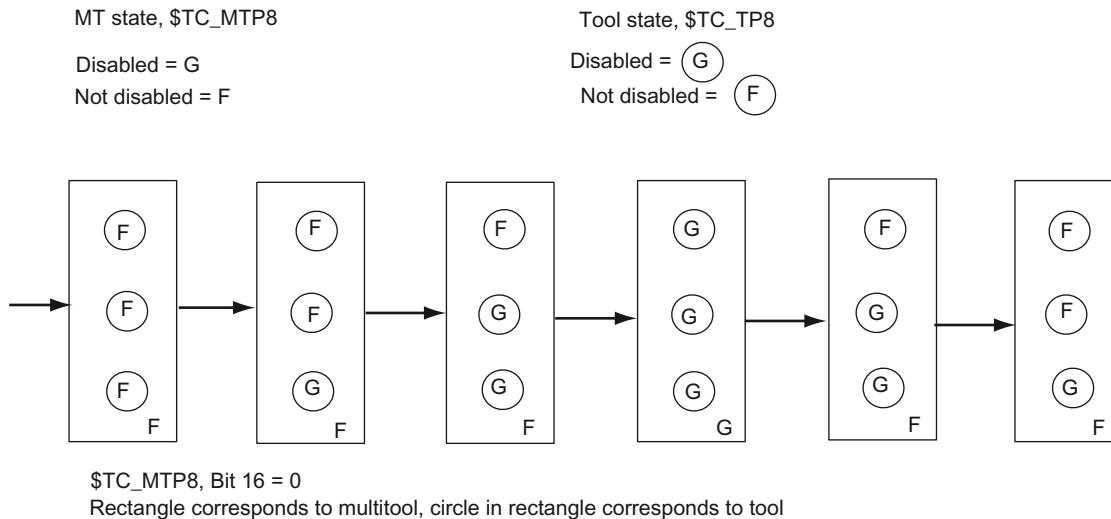 MT state, $TC_MTP8
Disabled = G
Not disabled = F
Tool state, $TC_TP8
Disabled = G
Not disabled = F
F
F
F
F
F
F
G
F
F
G
G
F
G
G
G
G
F
G
G
F
F
F
G
F
$TC_MTP8, Bit 16 = 0
Rectangle corresponds to multitool, circle in rectangle corresponds to tool